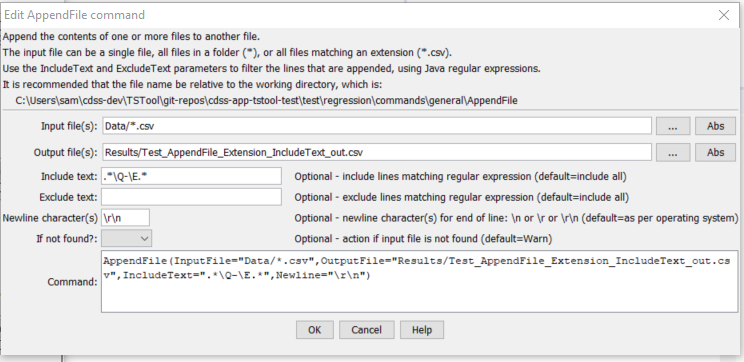 Edit AppendFile command
Append the contents of one or more files to another file.
The input file can be a single file, all files in a folder (*), or all files matching an extension (*.csv).
Use the IncludeText and ExcludeText parameters to filter the lines that are appended, using Java regular expressions.
It is recommended that the file name be relative to the working directory, which is:
C:\Users\sam\cdss-dev\TSTool\git-repos\cdss-app-tstool-test\test\regression\commands\general\AppendFile
Input file(s): Data/*.csv ... Abs
Output file(s): Results/Test_AppendFile_Extension_IncludeText_out.csv ... Abs
Include text: .*\Q-\E.* Optional - include lines matching regular expression (default=include all)
Exclude text: Optional - exclude lines matching regular expression (default=include all)
Newline character(s) \r\n Optional - newline character(s) for end of line: \n or \r or \r\n (default=as per operating system)
If not found?: Optional - action if input file is not found (default=Warn)
Command: AppendFile(InputFile="Data/*.csv",OutputFile="Results/Test_AppendFile_Extension_IncludeText_out.cs
v",IncludeText=".*\Q-\E.*",Newline="\r\n")
OK Cancel Help